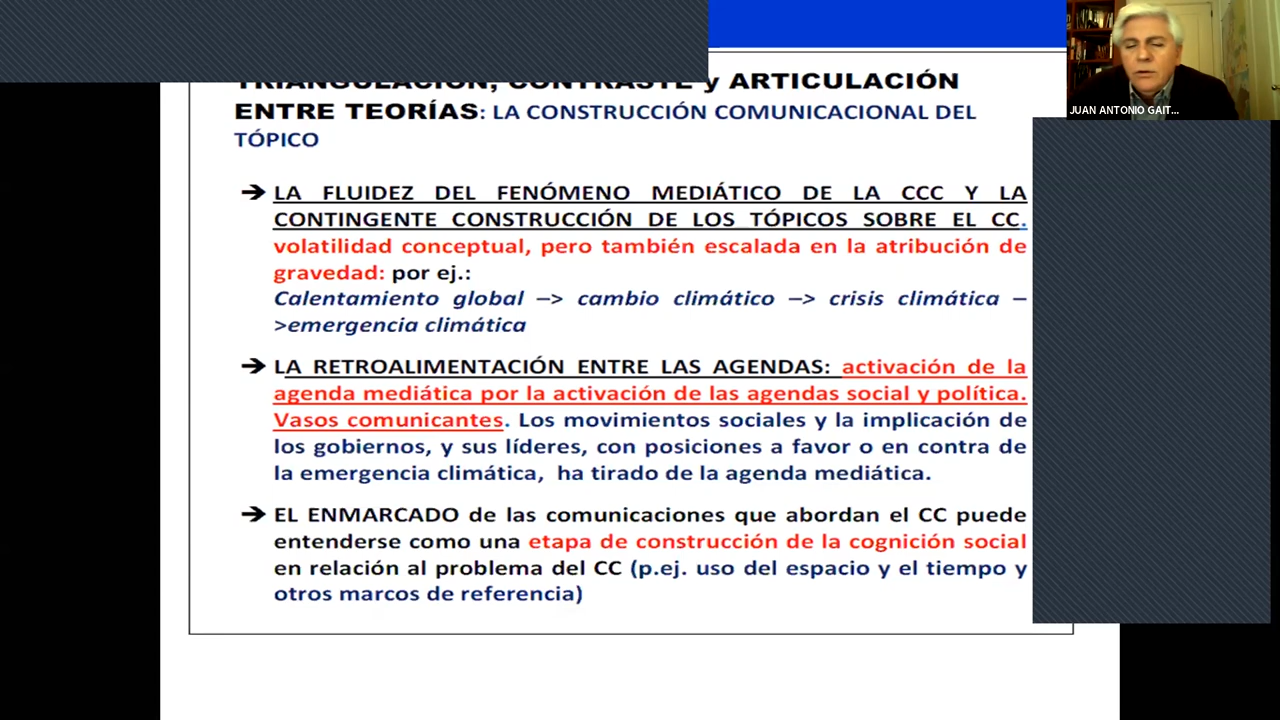 TRIANGULACIÓN, CONTRASTE y ARTICULACIÓN
ENTRE TEORÍAS: LA CONSTRUCCIÓN COMUNICACIONAL DEL
TÓPICO
➔ LA FLUIDEZ DEL FENÓMENO MEDIÁTICO DE LA CCC Y LA
CONTINGENTE CONSTRUCCIÓN DE LOS TÓPICOS SOBRE EL CC.
volatilidad conceptual, pero también escalada en la atribución de
gravedad: por ej.:
Calentamiento global –> cambio climático –> crisis climática –
>emergencia climática
➔ LA RETROALIMENTACIÓN ENTRE LAS AGENDAS: activación de la
agenda mediática por la activación de las agendas social y política.
Vasos comunicantes. Los movimientos sociales y la implicación de
los gobiernos, y sus líderes, con posiciones a favor o en contra de
la emergencia climática, ha tirado de la agenda mediática.
➔ EL ENMARCADO de las comunicaciones que abordan el CC puede
entenderse como una etapa de construcción de la cognición social
en relación al problema del CC (p.ej. uso del espacio y el tiempo y
otros marcos de referencia)
JUAN ANTONIO GAIT...